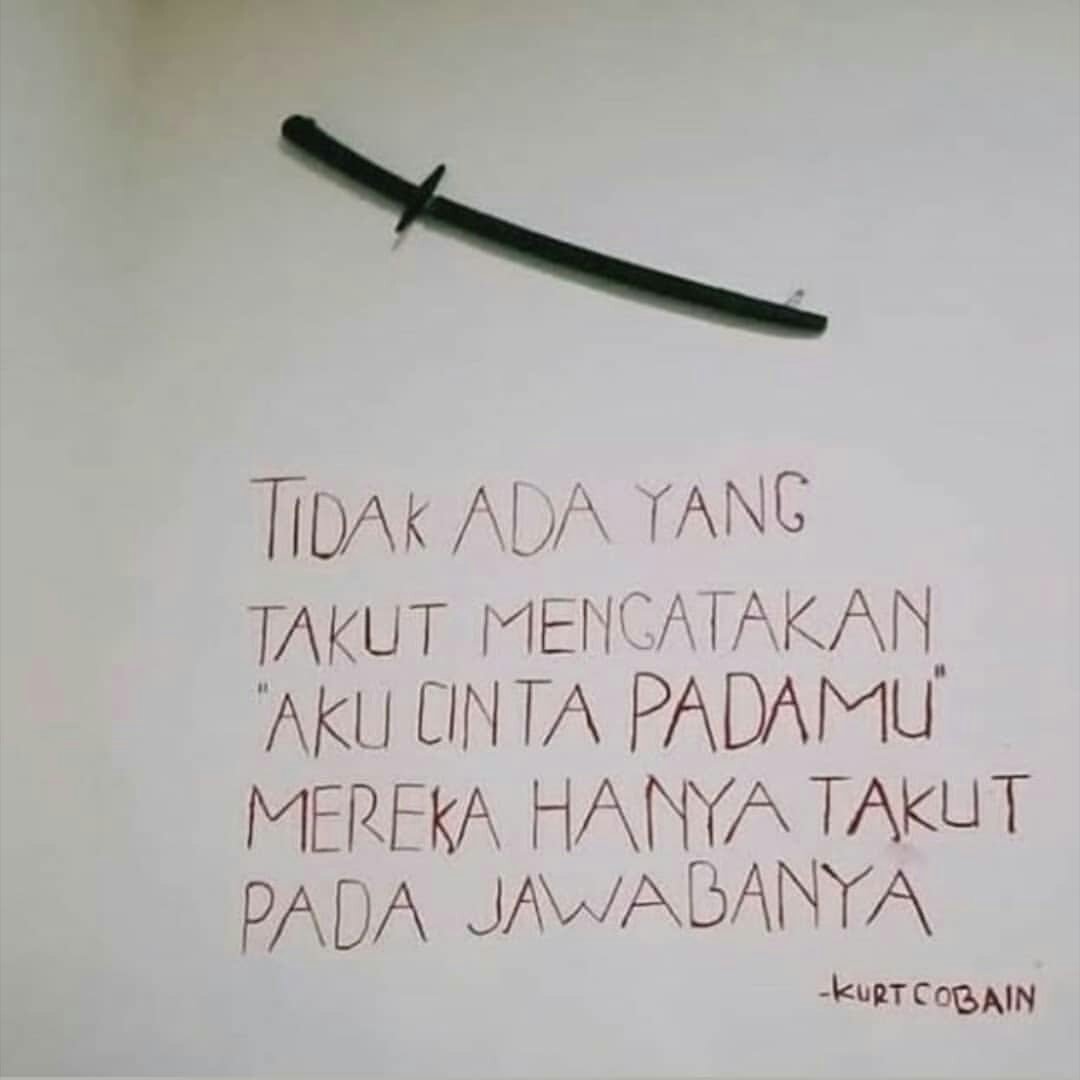 TIDAK ADA YANG
TAKUT MENGATAKAN
"AKU CINTA PADAMU"
MEREKA HANYA TAKUT
PADA JAWABANYA
-KURT COBAIN